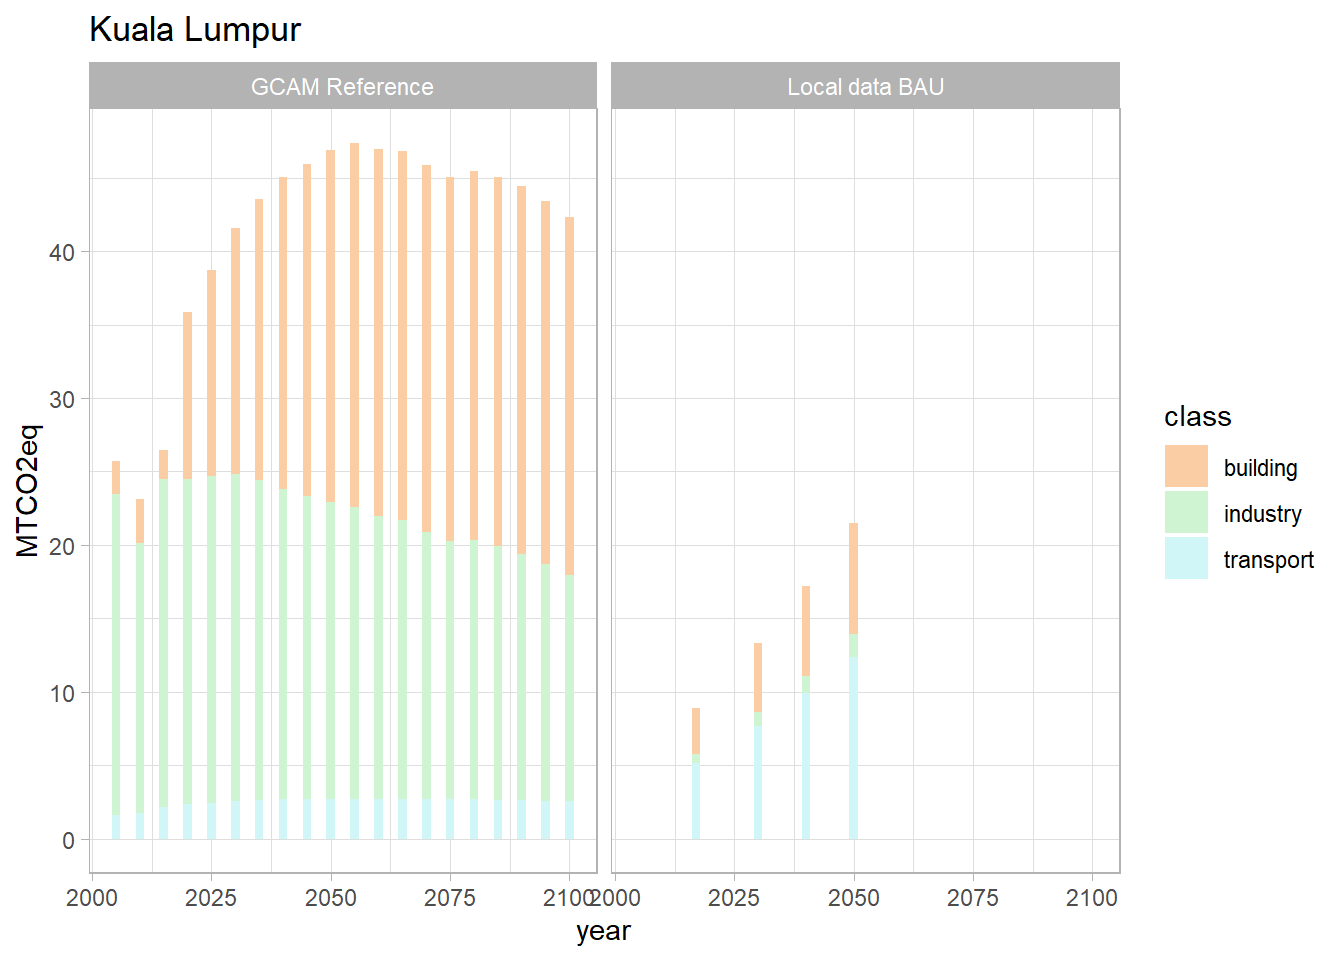 Kuala Lumpur
GCAM Reference
Local data BAU
MTCO2eq
40
30
20
10
0
2000 2025 2050 2075 2100
2000 2025 2050 2075 2100
year
class
building
industry
transport